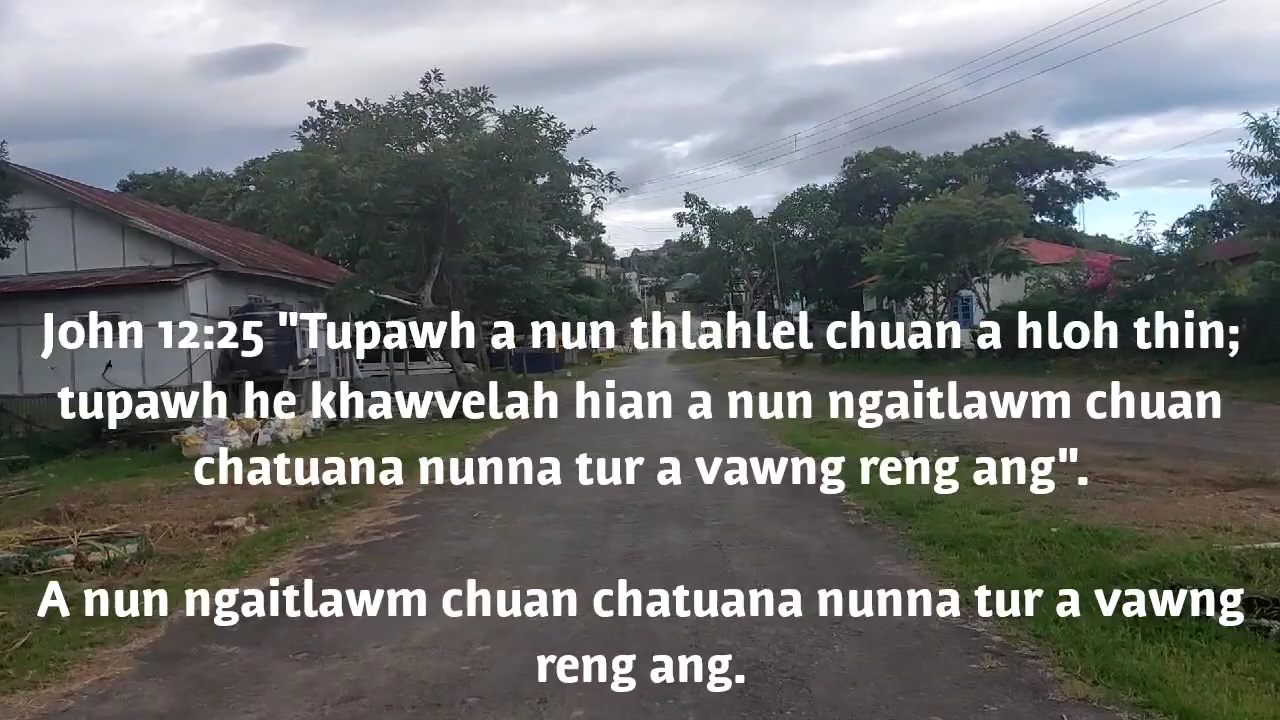 John 12:25 "Tupawh a nun thlahlel chuan a hloh thin;
tupawh he khawvelah hian a nun ngaitlawm chuan
chatuana nunna tur a vawng reng ang".
A nun ngaitlawm chuan chatuana nunna tur a vawng
reng ang.